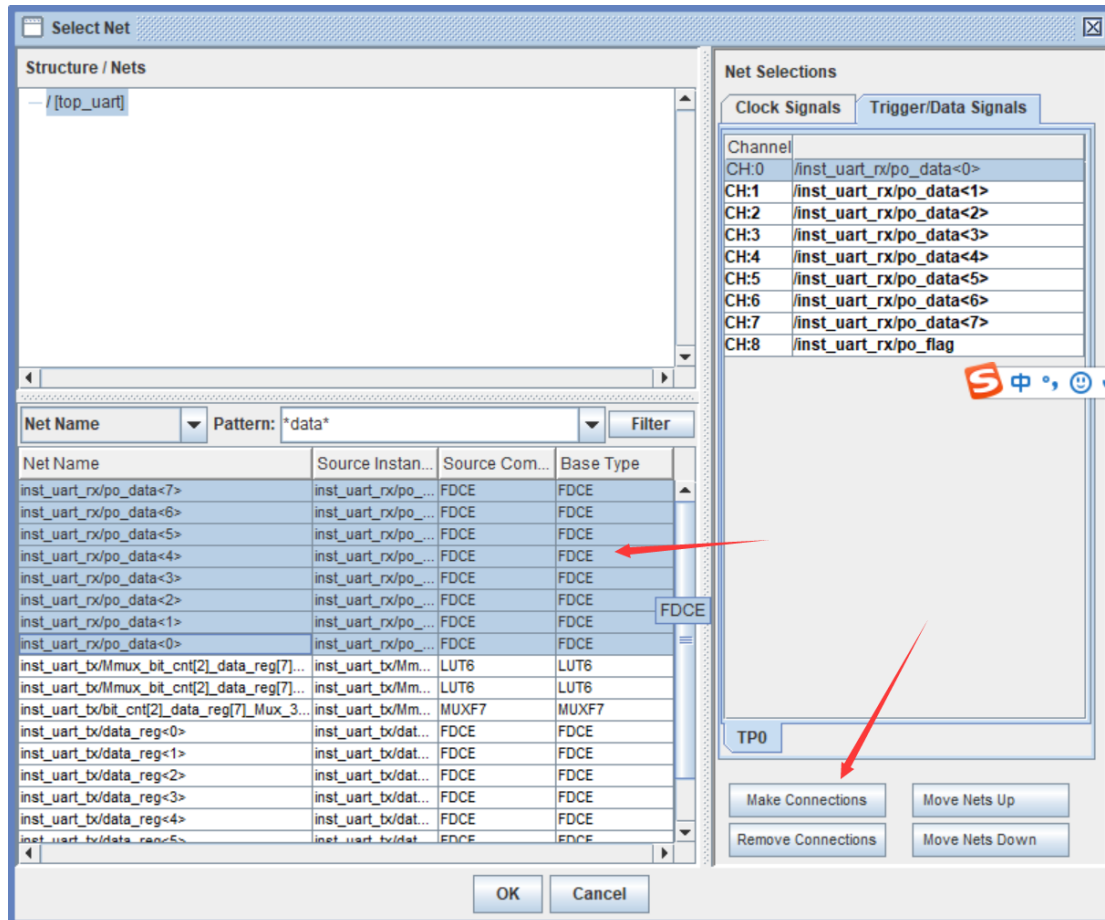 Select Net
Structure / Nets
/ [top_uart]
Net Name Pattern: *data* Filter
Net Name Source Instan... Source Com... Base Type
inst_uart_rx/po_data<7> inst_uart_rx/po_... FDCE FDCE
inst_uart_rx/po_data<6> inst_uart_rx/po_... FDCE FDCE
inst_uart_rx/po_data<5> inst_uart_rx/po_... FDCE FDCE
inst_uart_rx/po_data<4> inst_uart_rx/po_... FDCE FDCE
inst_uart_rx/po_data<3> inst_uart_rx/po_... FDCE FDCE
inst_uart_rx/po_data<2> inst_uart_rx/po_... FDCE FDCE
inst_uart_rx/po_data<1> inst_uart_rx/po_... FDCE FDCE
FDCE
inst_uart_rx/po_data<0> inst_uart_rx/po_... FDCE FDCE
inst_uart_tx/Mmux_bit_cnt[2]_data_reg[7]... inst_uart_tx/Mm... LUT6 LUT6
inst_uart_tx/Mmux_bit_cnt[2]_data_reg[7]... inst_uart_tx/Mm... LUT6 LUT6
inst_uart_tx/bit_cnt[2]_data_reg[7]_Mux_3... inst_uart_tx/Mm... MUXF7 MUXF7
inst_uart_tx/data_reg<0> inst_uart_tx/dat... FDCE FDCE
inst_uart_tx/data_reg<1> inst_uart_tx/dat... FDCE FDCE
inst_uart_tx/data_reg<2> inst_uart_tx/dat... FDCE FDCE
inst_uart_tx/data_reg<3> inst_uart_tx/dat... FDCE FDCE
inst_uart_tx/data_reg<4> inst_uart_tx/dat... FDCE FDCE
inst_uart_tx/data_reg<5> inst_uart_tx/dat... FDCE FDCE
Net Selections
Clock Signals Trigger/Data Signals
Channel
CH:0 /inst_uart_rx/po_data<0>
CH:1 /inst_uart_rx/po_data<1>
CH:2 /inst_uart_rx/po_data<2>
CH:3 /inst_uart_rx/po_data<3>
CH:4 /inst_uart_rx/po_data<4>
CH:5 /inst_uart_rx/po_data<5>
CH:6 /inst_uart_rx/po_data<6>
CH:7 /inst_uart_rx/po_data<7>
CH:8 /inst_uart_rx/po_flag
S 中 °,
TP0
Make Connections Move Nets Up
Remove Connections Move Nets Down
OK Cancel